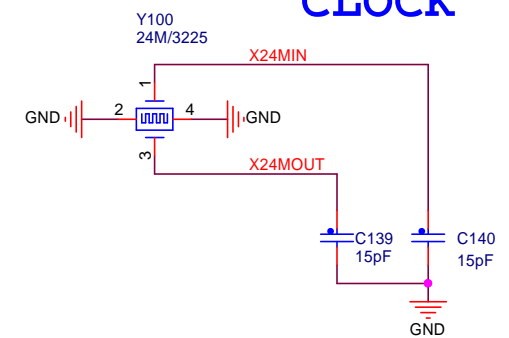 CLOCK
Y100
24M/3225
X24MIN
1
GND
2
4
GND
3
X24MOUT
C139
15pF
C140
15pF
GND